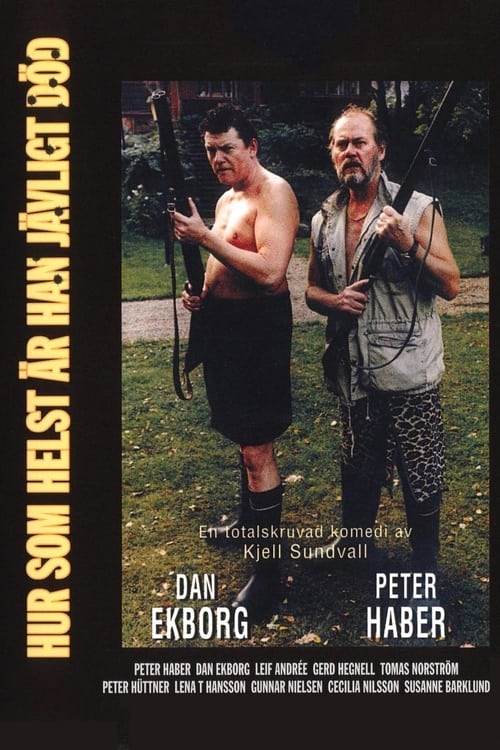 HUR SOM HELST ÄR HAN JÄVLIGT DÖD
En totalskruvad komedi av
Kjell Sundvall
DAN EKBORG
PETER HABER
PETER HABER DAN EKBORG LEIF ANDRÉE GERD HEGNELL TOMAS NORSTRÖM
PETER HÜTTNER LENA T HANSSON GUNNAR NIELSEN CECILIA NILSSON SUSANNE BARKLUND